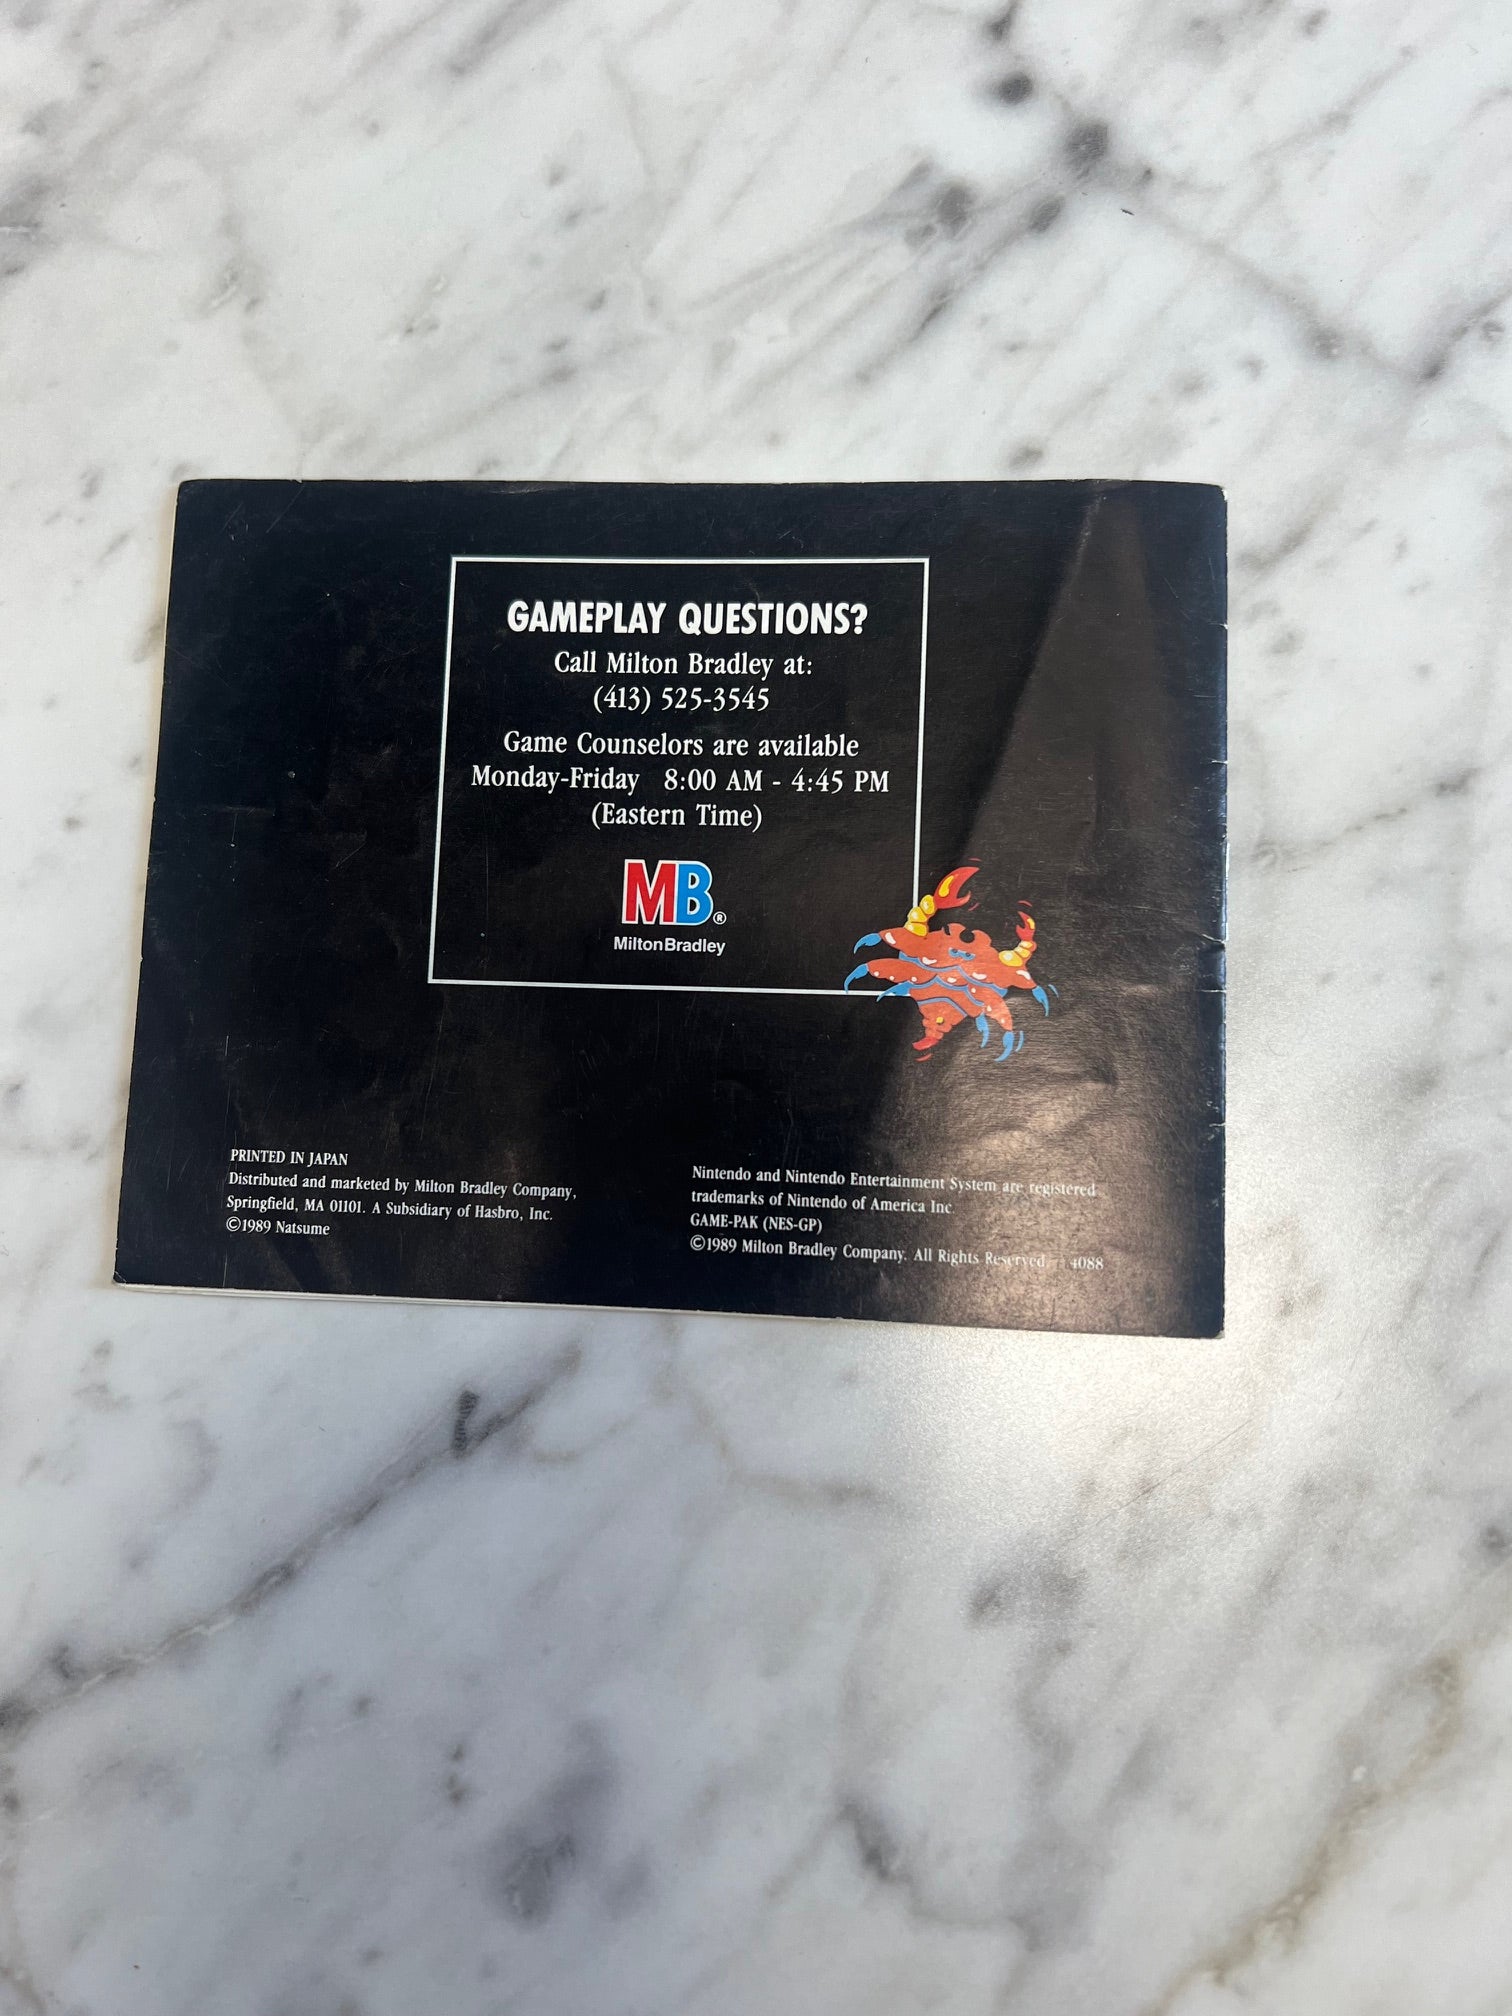 GAMEPLAY QUESTIONS?
Call Milton Bradley at:
(413) 525-3545
Game Counselors are available
Monday-Friday 8:00 AM - 4:45 PM
(Eastern Time)
MB®
MiltonBradley
PRINTED IN JAPAN
Distributed and marketed by Milton Bradley Company,
Springfield, MA 01101. A Subsidiary of Hasbro, Inc.
©1989 Natsume
Nintendo and Nintendo Entertainment System are registered
trademarks of Nintendo of America Inc.
GAME-PAK (NES-GP)
©1989 Milton Bradley Company. All Rights Reserved. 4088